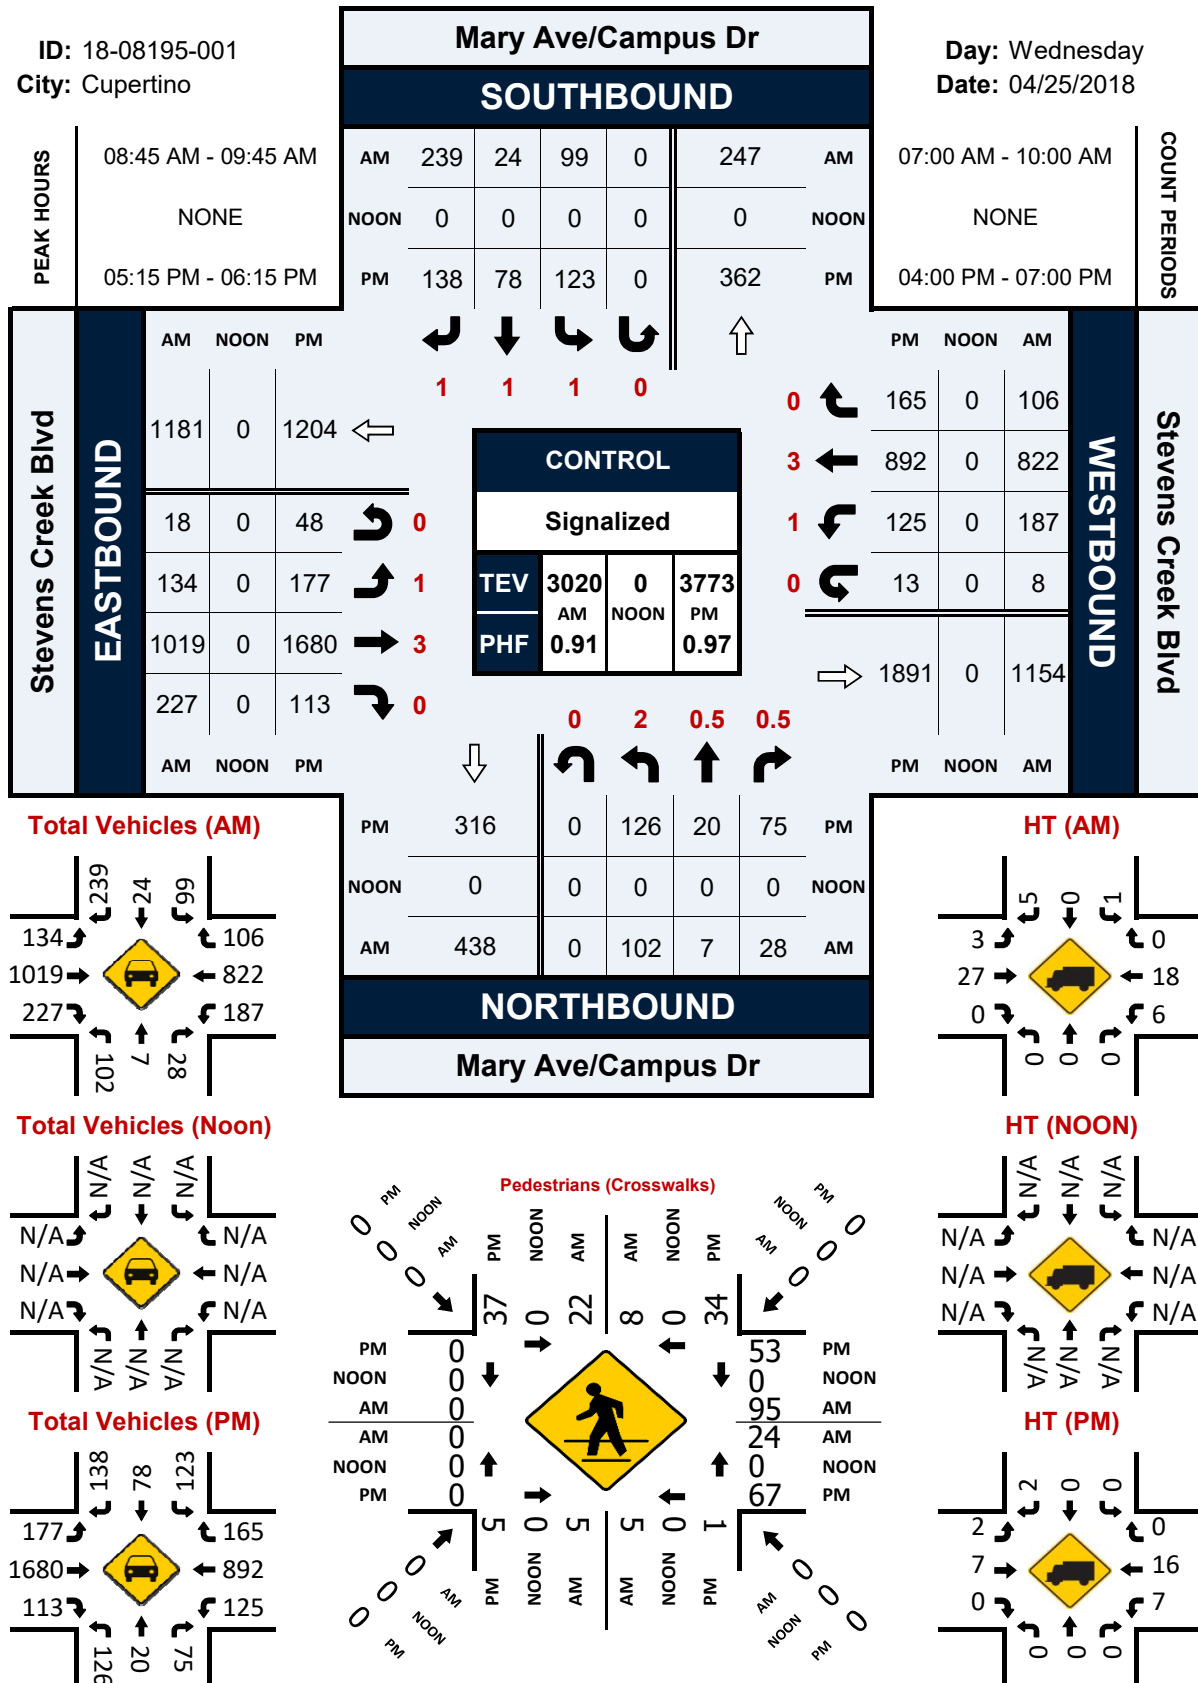 Mary Ave/Campus Dr
ID: 18-08195-001
City: Cupertino
Day: Wednesday
Date: 04/25/2018
SOUTHBOUND
PEAK HOURS
08:45 AM - 09:45 AM
NONE
05:15 PM - 06:15 PM
AM 239 24 99 0 247 AM
NOON 0 0 0 0 0 NOON
PM 138 78 123 0 362 PM
07:00 AM - 10:00 AM
NONE
04:00 PM - 07:00 PM
COUNT PERIODS
1 1 1 0
Stevens Creek Blvd
EASTBOUND
AM NOON PM
1181 0 1204
18 0 48 0
134 0 177 1
1019 0 1680 3
227 0 113 0
AM NOON PM
CONTROL
Signalized
TEV 3020 0 3773
AM NOON PM
PHF 0.91 0.97
PM NOON AM
0 165 0 106
3 892 0 822
1 125 0 187
0 13 0 8
1891 0 1154
PM NOON AM
WESTBOUND
Stevens Creek Blvd
0 2 0.5 0.5
PM 316 0 126 20 75 PM
NOON 0 0 0 0 0 NOON
AM 438 0 102 7 28 AM
NORTHBOUND
Mary Ave/Campus Dr
Total Vehicles (AM)
239 24 99
134 106
1019 822
227 187
102 7 28
HT (AM)
5 0 1
3 0
27 18
0 6
0 0 0
Total Vehicles (Noon)
N/A N/A N/A
N/A N/A
N/A N/A
N/A N/A
N/A N/A N/A
HT (NOON)
N/A N/A N/A
N/A N/A
N/A N/A
N/A N/A
N/A N/A N/A
Pedestrians (Crosswalks)
PM NOON AM
0 0 0
PM NOON AM AM NOON PM
37 0 22 8 0 34
PM NOON AM
0 0 0
PM 0 53 PM
NOON 0 0 NOON
AM 0 95 AM
AM 0 24 AM
NOON 0 0 NOON
PM 0 67 PM
5 0 5 5 0 1
PM NOON AM AM NOON PM
0 0 0
AM NOON PM
0 0 0
AM NOON PM
Total Vehicles (PM)
138 78 123
177 165
1680 892
113 125
126 20 75
HT (PM)
2 0 0
2 0
7 16
0 7
0 0 0